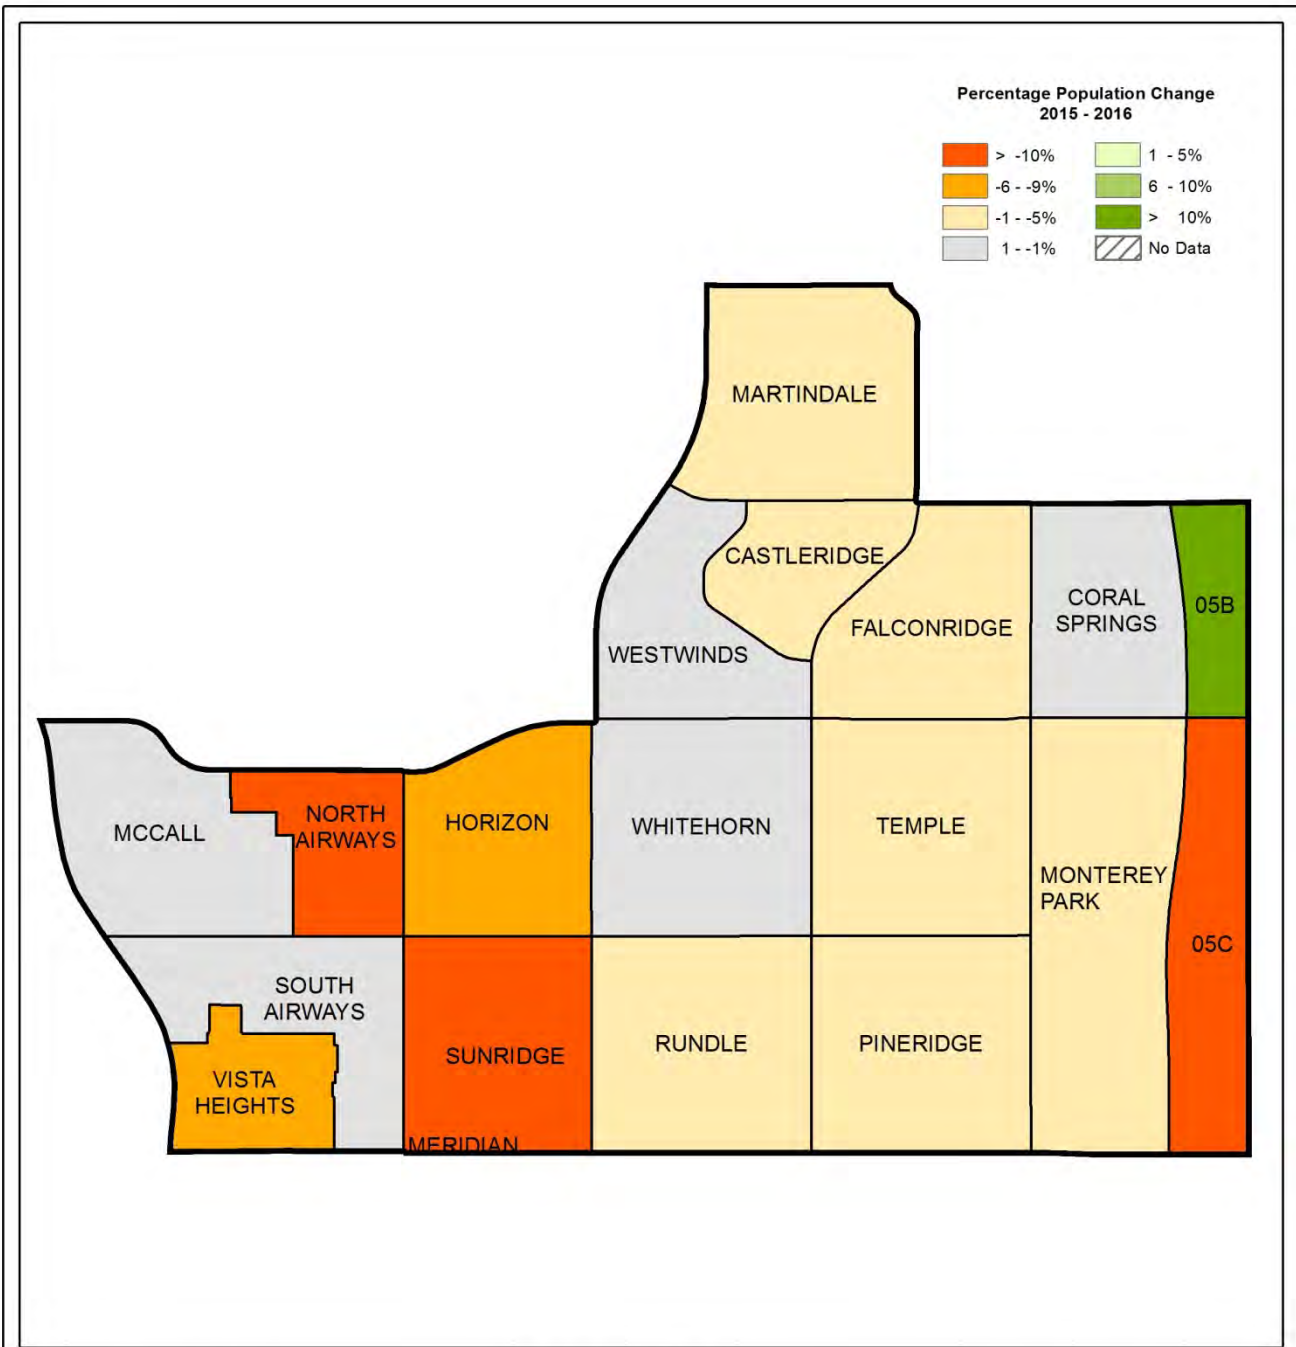 Percentage Population Change
2015 - 2016
> -10%
-6 - -9%
-1 - -5%
1 - -1%
1 - 5%
6 - 10%
> 10%
No Data
MARTINDALE
CASTLERIDGE
FALCONRIDGE
CORAL
SPRINGS
05B
WESTWINDS
MCCALL
NORTH
AIRWAYS
HORIZON
WHITEHORN
TEMPLE
MONTEREY
PARK
05C
SOUTH
AIRWAYS
SUNRIDGE
RUNDLE
PINERIDGE
VISTA
HEIGHTS
MERIDIAN